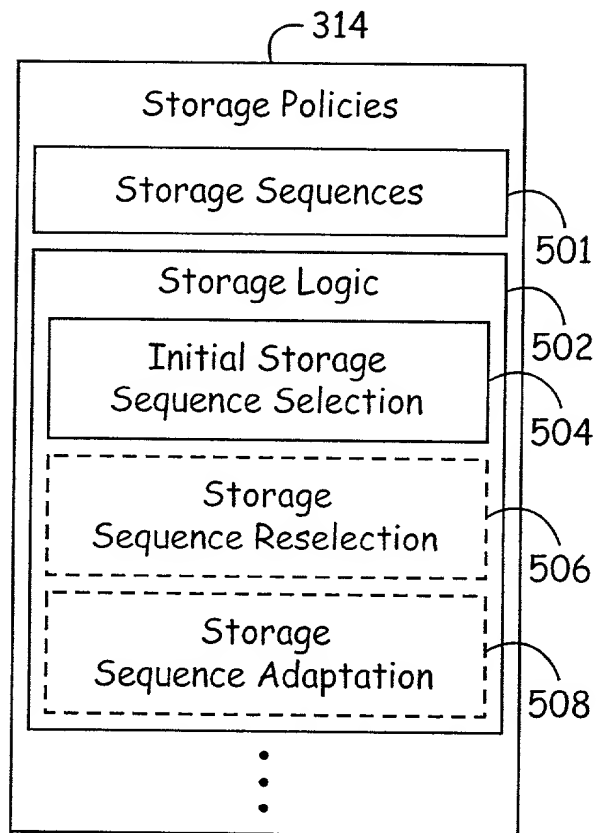 314
Storage Policies
Storage Sequences
501
Storage Logic
502
Initial Storage
Sequence Selection
504
Storage
Sequence Reselection
506
Storage
Sequence Adaptation
508